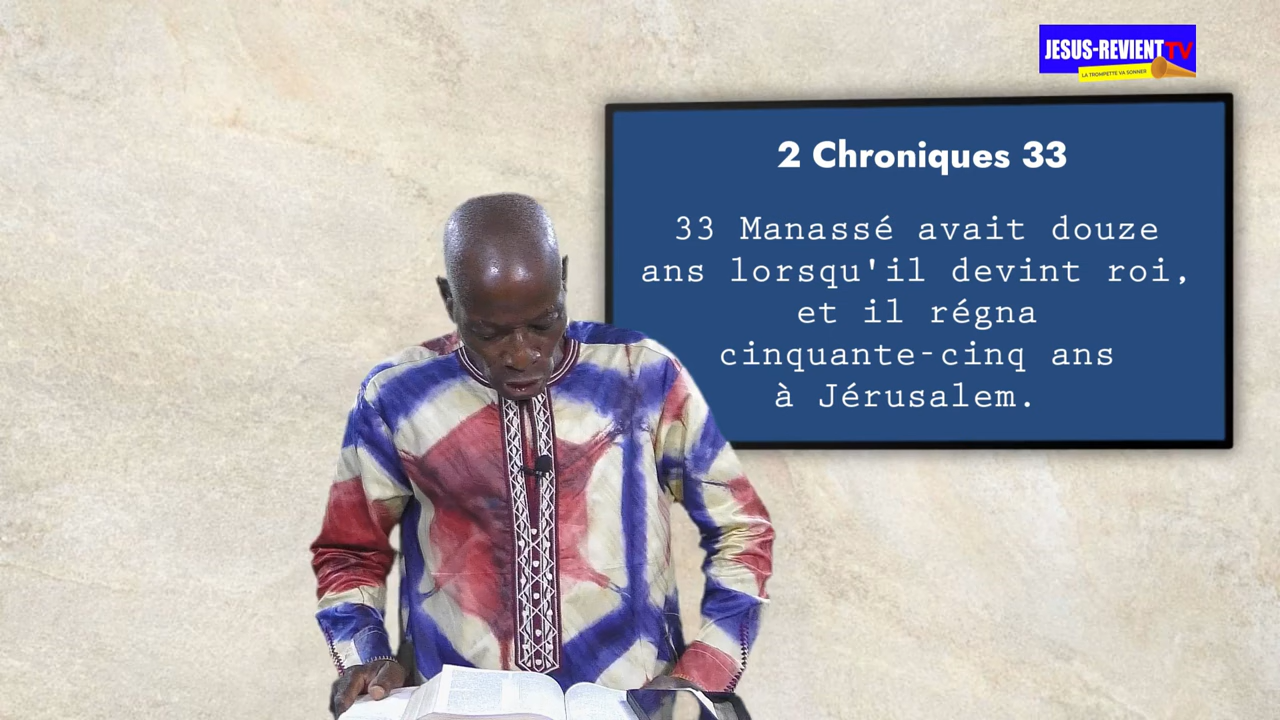 JESUS-REVIENT TV
LA TROMPETTE VA SONNER
2 Chroniques 33
33 Manassé avait douze
ans lorsqu'il devint roi,
et il régna
cinquante-cinq ans
à Jérusalem.